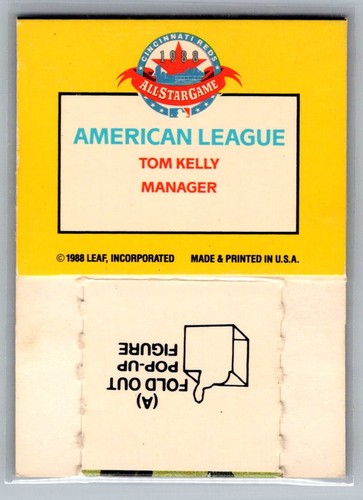 CINCINNATI REDS
1988
ALL-STAR GAME
AMERICAN LEAGUE
TOM KELLY
MANAGER
© 1988 LEAF, INCORPORATED MADE & PRINTED IN U.S.A.
(A)
FOLD OUT
POP-UP
FIGURE